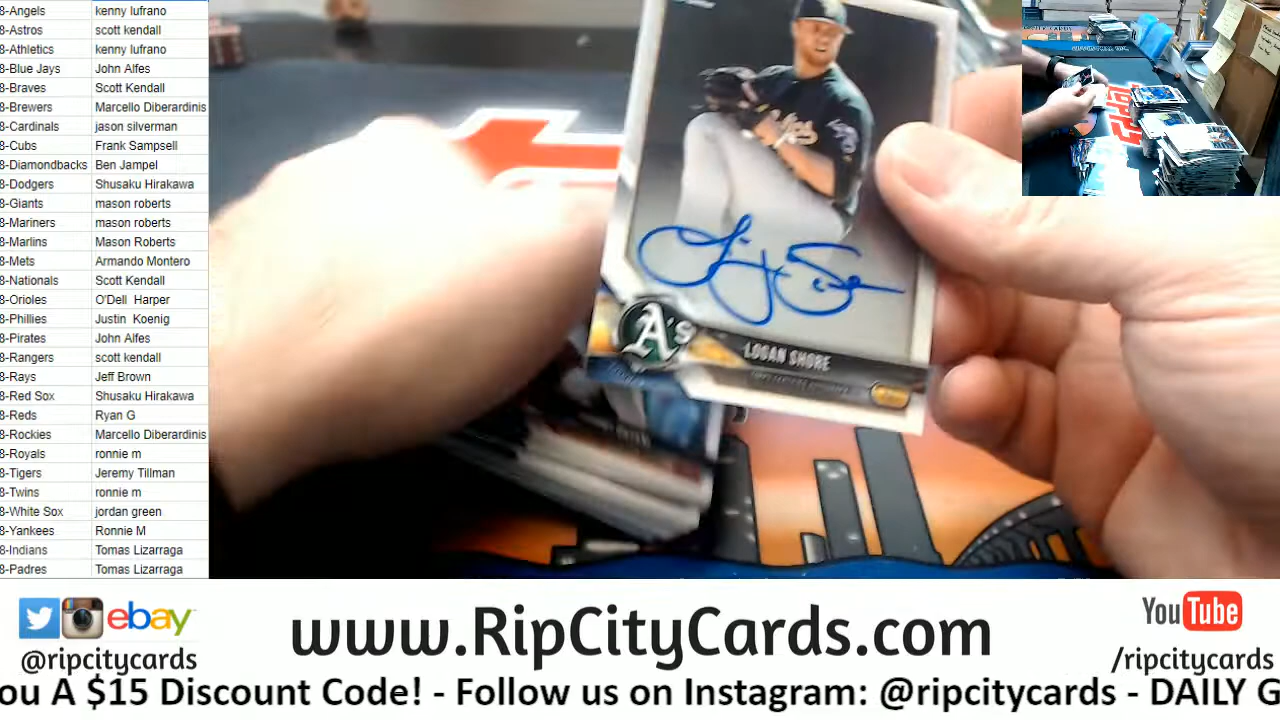 8-Angels kenny lufrano
8-Astros scott kendall
8-Athletics kenny lufrano
8-Blue Jays John Alfes
8-Braves Scott Kendall
8-Brewers Marcello Diberardinis
8-Cardinals jason silverman
8-Cubs Frank Sampsell
8-Diamondbacks Ben Jampel
8-Dodgers Shusaku Hirakawa
8-Giants mason roberts
8-Mariners mason roberts
8-Marlins Mason Roberts
8-Mets Armando Montero
8-Nationals Scott Kendall
8-Orioles O'Dell Harper
8-Phillies Justin Koenig
8-Pirates John Alfes
8-Rangers scott kendall
8-Rays Jeff Brown
8-Red Sox Shusaku Hirakawa
8-Reds Ryan G
8-Rockies Marcello Diberardinis
8-Royals ronnie m
8-Tigers Jeremy Tillman
8-Twins ronnie m
8-White Sox jordan green
8-Yankees Ronnie M
8-Indians Tomas Lizarraga
8-Padres Tomas Lizarraga
A's
LOGAN SHORE
ebay
@ripcitycards
www.RipCityCards.com
YouTube
/ripcitycards
ou A $15 Discount Code! - Follow us on Instagram: @ripcitycards - DAILY G